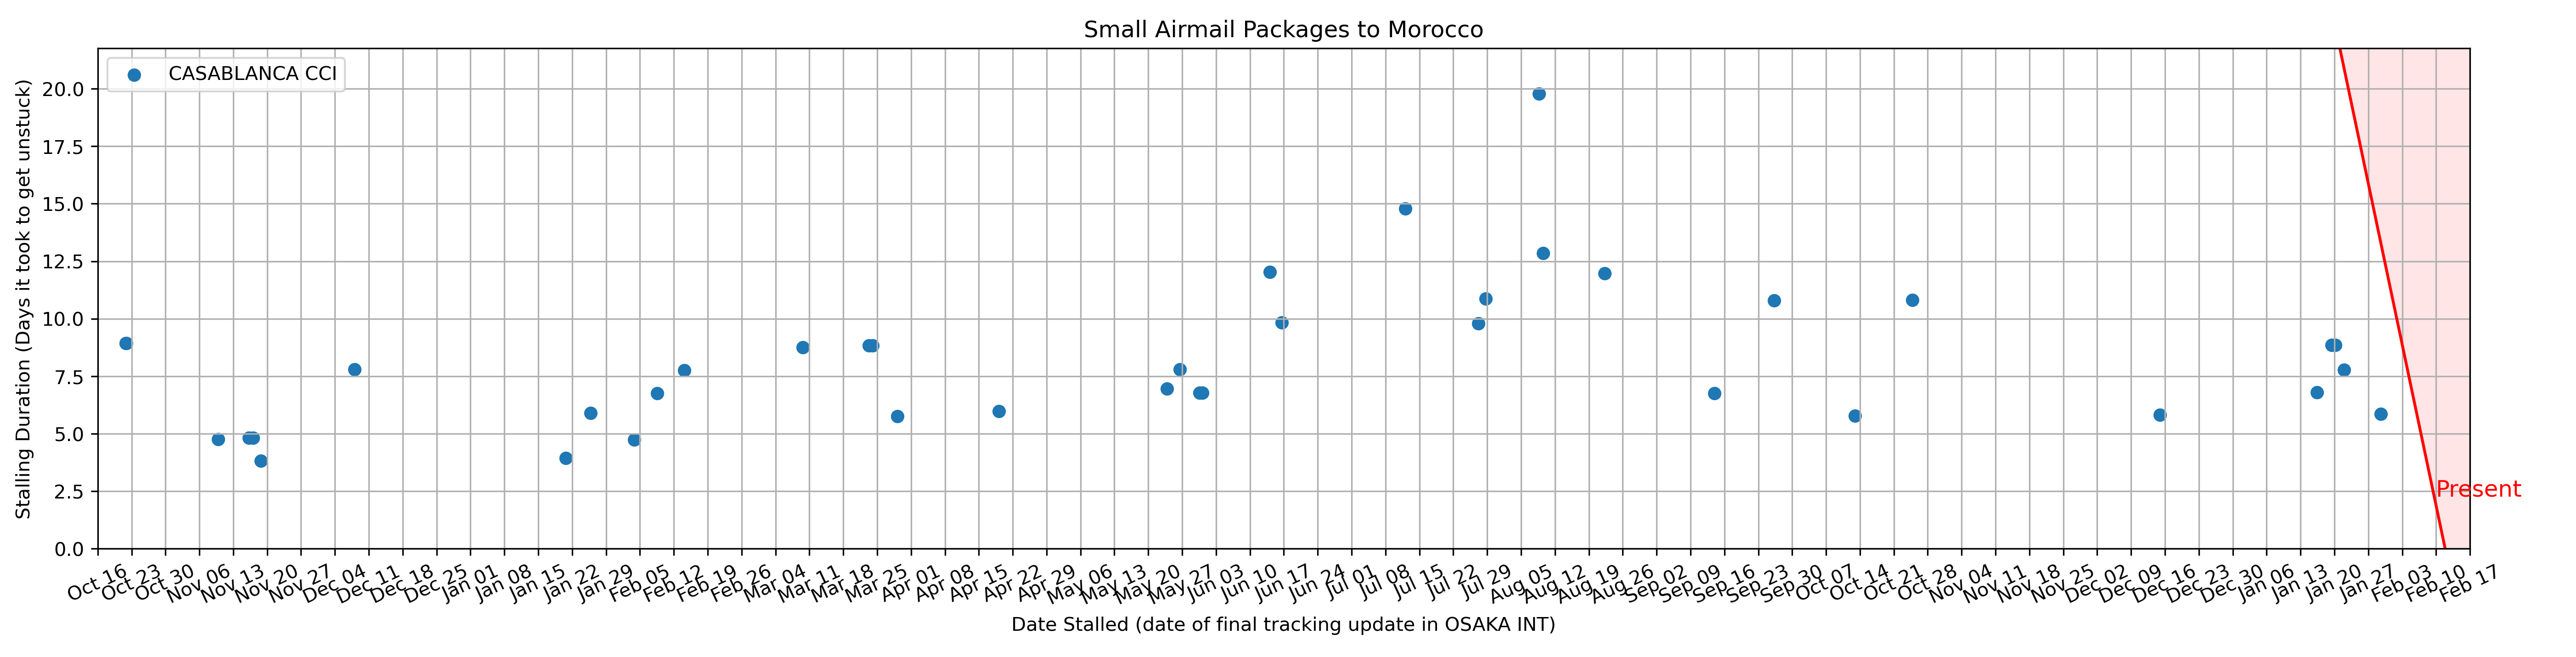 Small Airmail Packages to Morocco
CASABLANCA CCI
Stalling Duration (Days it took to get unstuck)
20.0
17.5
15.0
12.5
10.0
7.5
5.0
2.5
0.0
Present
Oct 16
Oct 23
Oct 30
Nov 06
Nov 13
Nov 20
Nov 27
Dec 04
Dec 11
Dec 18
Dec 25
Jan 01
Jan 08
Jan 15
Jan 22
Jan 29
Feb 05
Feb 12
Feb 19
Feb 26
Mar 04
Mar 11
Mar 18
Mar 25
Apr 01
Apr 08
Apr 15
Apr 22
Apr 29
May 06
May 13
May 20
May 27
Jun 03
Jun 10
Jun 17
Jun 24
Jul 01
Jul 08
Jul 15
Jul 22
Jul 29
Aug 05
Aug 12
Aug 19
Aug 26
Sep 02
Sep 09
Sep 16
Sep 23
Sep 30
Oct 07
Oct 14
Oct 21
Oct 28
Nov 04
Nov 11
Nov 18
Nov 25
Dec 02
Dec 09
Dec 16
Dec 23
Dec 30
Jan 06
Jan 13
Jan 20
Jan 27
Feb 03
Feb 10
Feb 17
Date Stalled (date of final tracking update in OSAKA INT)